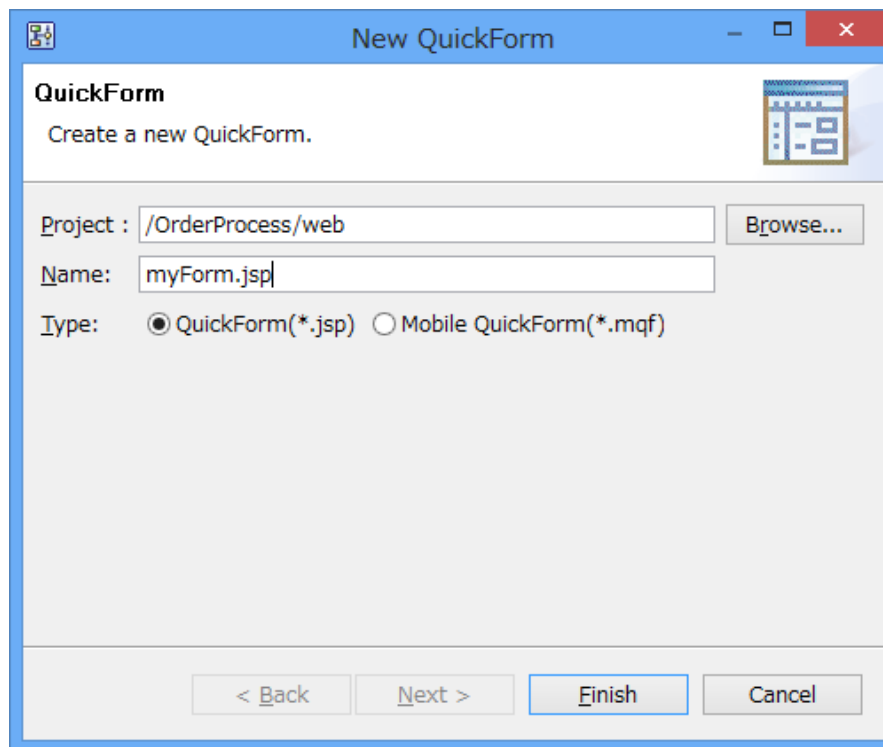 New QuickForm
QuickForm
Create a new QuickForm.
Project : /OrderProcess/web Browse...
Name: myForm.jsp
Type: QuickForm(*.jsp) Mobile QuickForm(*.mqf)
< Back Next > Finish Cancel